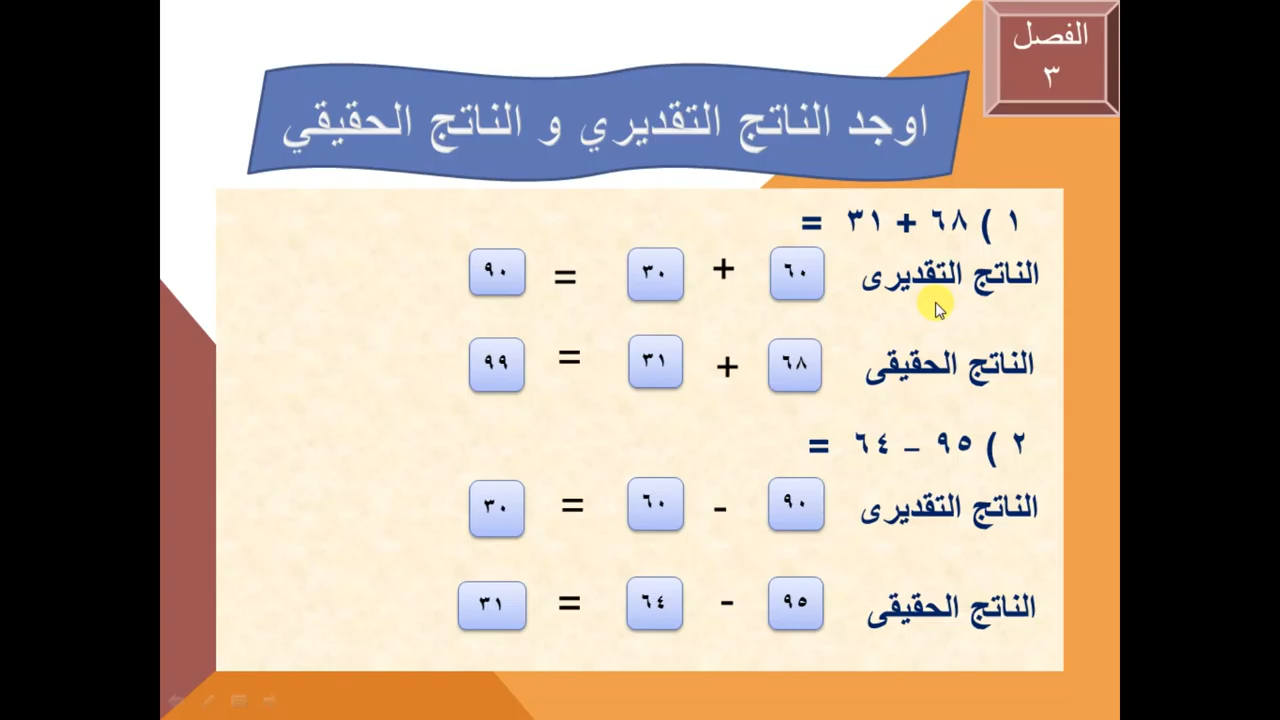 الفصل
٣
اوجد الناتج التقديري و الناتج الحقيقي
١ ) ٦٨ + ٣١ =
الناتج التقديرى ٦٠ + ٣٠ = ٩٠
الناتج الحقيقى ٦٨ + ٣١ = ٩٩
٢ ) ٩٥ – ٦٤ =
الناتج التقديرى ٩٠ - ٦٠ = ٣٠
الناتج الحقيقى ٩٥ - ٦٤ = ٣١